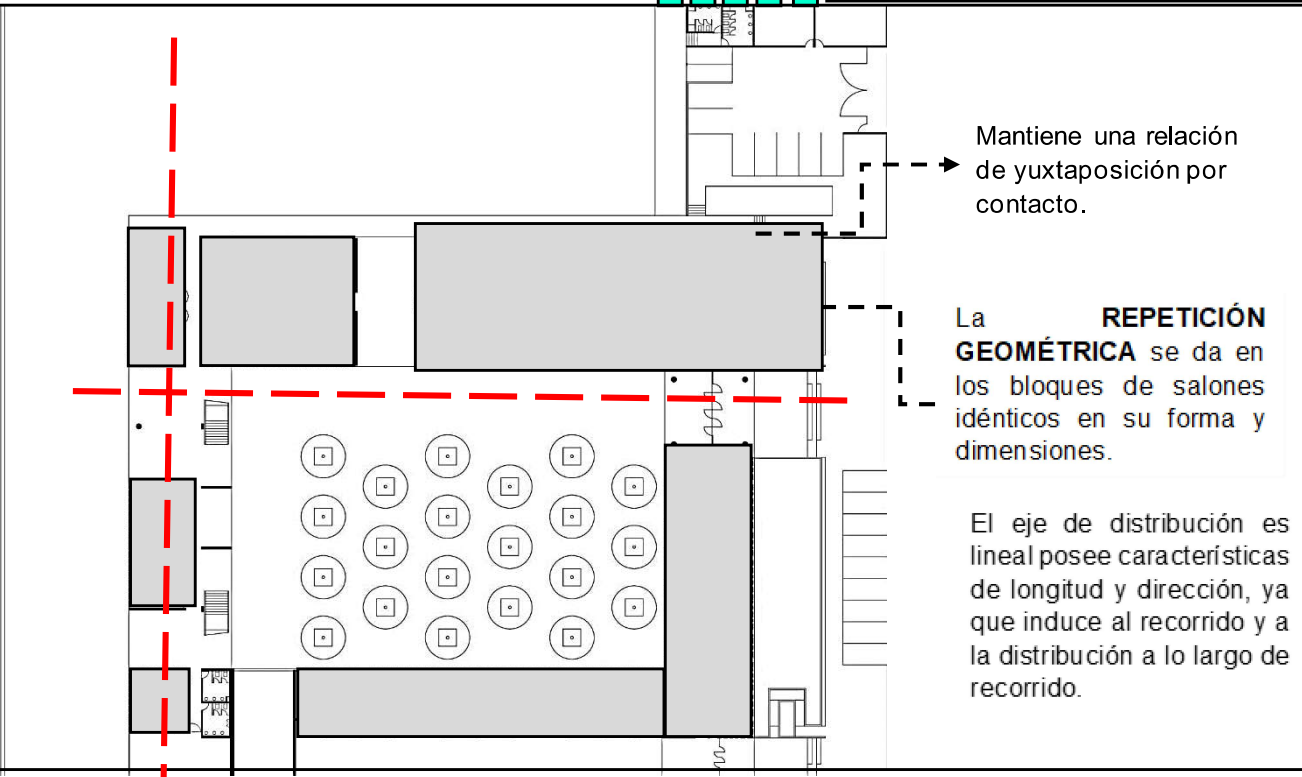 Mantiene una relación
de yuxtaposición por
contacto.
La REPETICIÓN
GEOMÉTRICA se da en
los bloques de salones
idénticos en su forma y
dimensiones.
El eje de distribución es
lineal posee características
de longitud y dirección, ya
que induce al recorrido y a
la distribución a lo largo de
recorrido.